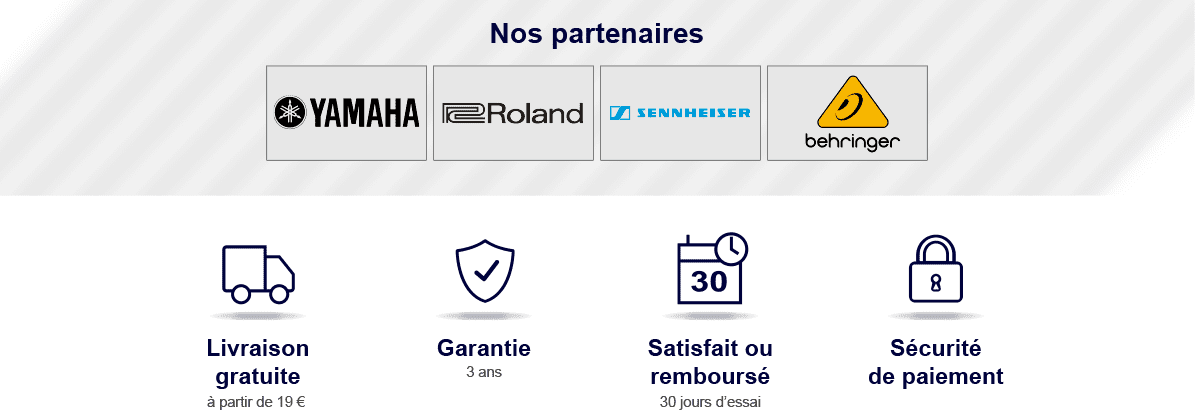 Nos partenaires
YAMAHA
Roland
SENNHEISER
behringer
30
Livraison
gratuite
à partir de 19 €
Garantie
3 ans
Satisfait ou
remboursé
30 jours d’essai
Sécurité
de paiement